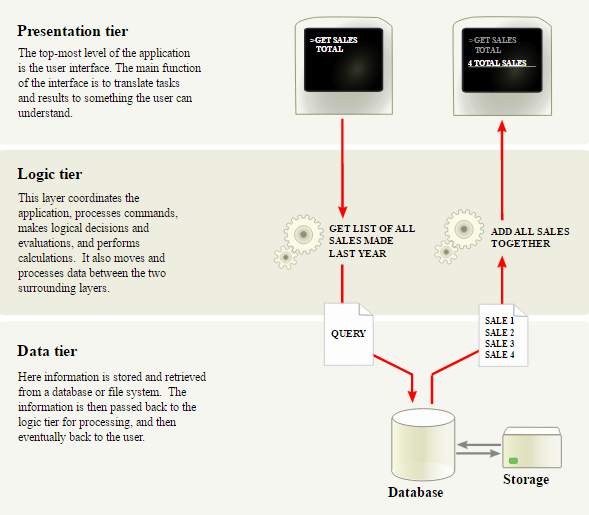 Presentation tier
The top-most level of the application
is the user interface. The main function
of the interface is to translate tasks
and results to something the user can
understand.
>GET SALES
TOTAL
>GET SALES
TOTAL
4 TOTAL SALES
Logic tier
This layer coordinates the
application, processes commands,
makes logical decisions and
evaluations, and performs
calculations. It also moves and
processes data between the two
surrounding layers.
GET LIST OF ALL
SALES MADE
LAST YEAR
ADD ALL SALES
TOGETHER
Data tier
Here information is stored and retrieved
from a database or file system. The
information is then passed back to the
logic tier for processing, and then
eventually back to the user.
QUERY
SALE 1
SALE 2
SALE 3
SALE 4
Database
Storage